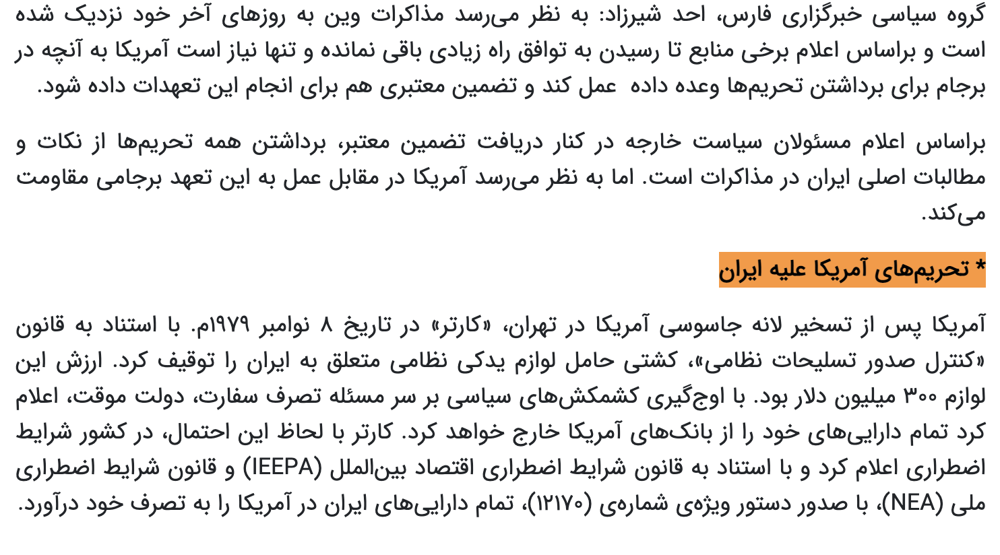 گروه سیاسی خبرگزاری فارس، احد شیرزاد: به نظر می‌رسد مذاکرات وین به روزهای آخر خود نزدیک شده
است و براساس اعلام برخی منابع تا رسیدن به توافق راه زیادی باقی نمانده و تنها نیاز است آمریکا به آنچه در
برجام برای برداشتن تحریم‌ها وعده داده  عمل کند و تضمین معتبری هم برای انجام این تعهدات داده شود.
براساس اعلام مسئولان سیاست خارجه در کنار دریافت تضمین معتبر، برداشتن همه تحریم‌ها از نکات و
مطالبات اصلی ایران در مذاکرات است. اما به نظر می‌رسد آمریکا در مقابل عمل به این تعهد برجامی مقاومت
می‌کند.
* تحریم‌های آمریکا علیه ایران
آمریکا پس از تسخیر لانه جاسوسی آمریکا در تهران، «کارتر» در تاریخ ۸ نوامبر ۱۹۷۹م. با استناد به قانون
«کنترل صدور تسلیحات نظامی»، کشتی حامل لوازم یدکی نظامی متعلق به ایران را توقیف کرد. ارزش این
لوازم ۳۰۰ میلیون دلار بود. با اوج‌گیری کشمکش‌های سیاسی بر سر مسئله تصرف سفارت، دولت موقت، اعلام
کرد تمام دارایی‌های خود را از بانک‌های آمریکا خارج خواهد کرد. کارتر با لحاظ این احتمال، در کشور شرایط
اضطراری اعلام کرد و با استناد به قانون شرایط اضطراری اقتصاد بین‌الملل (IEEPA) و قانون شرایط اضطراری
ملی (NEA)، با صدور دستور ویژه‌ی شماره‌ی (۱۲۱۷۰)، تمام دارایی‌های ایران در آمریکا را به تصرف خود درآورد.